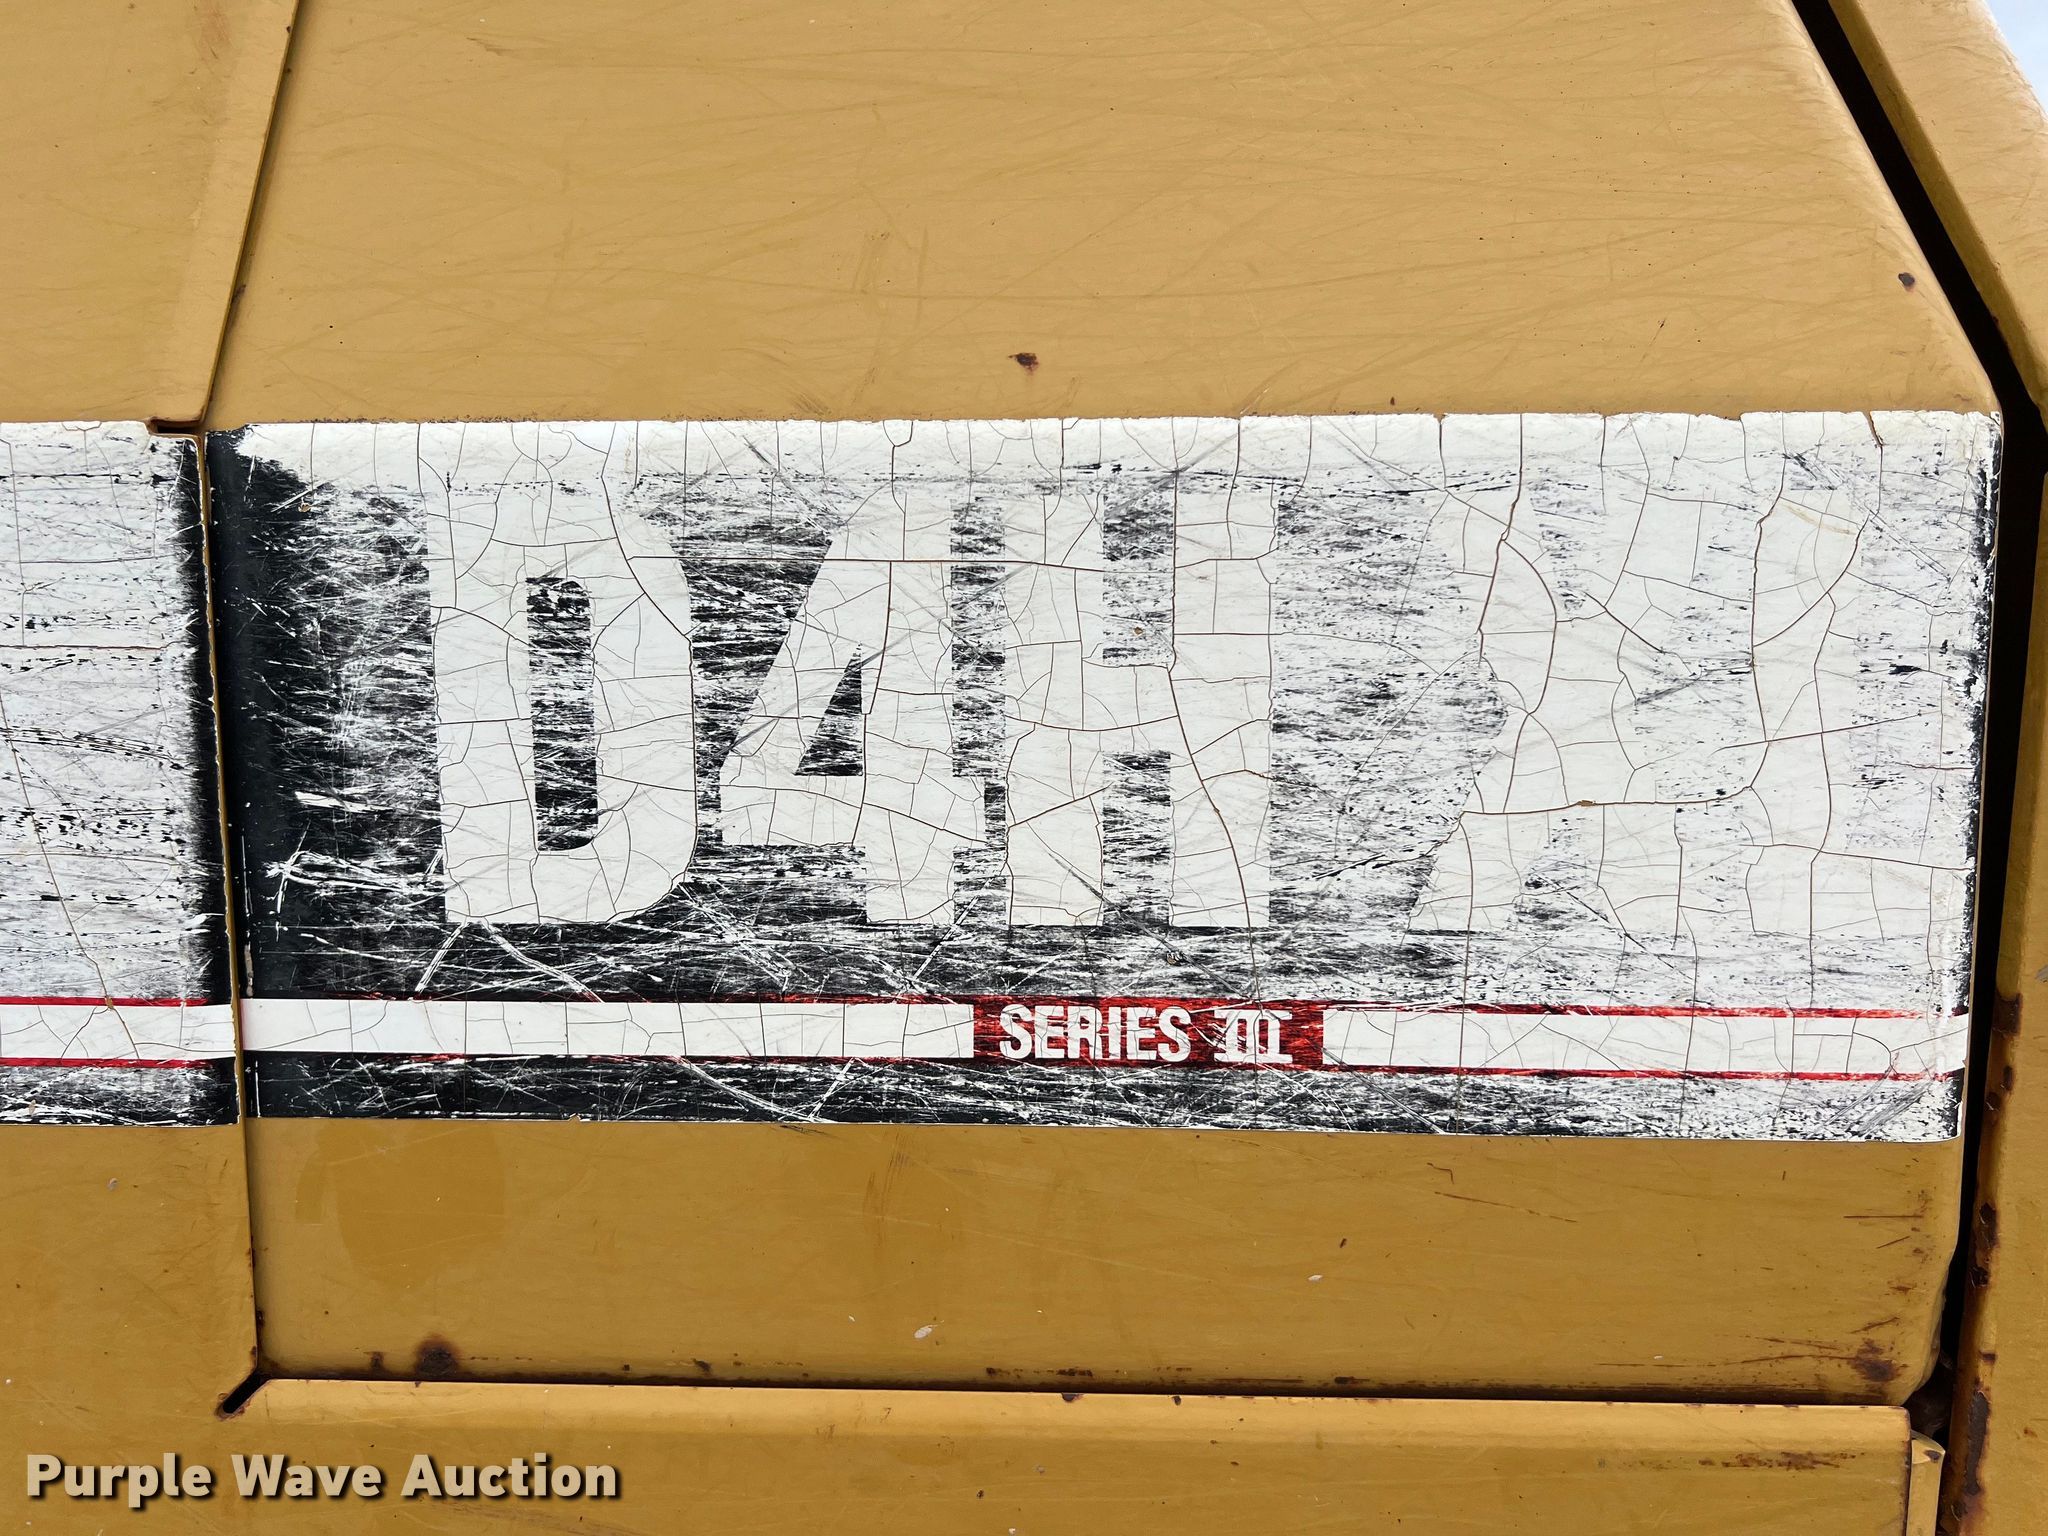 D4H
SERIES III
Purple Wave Auction